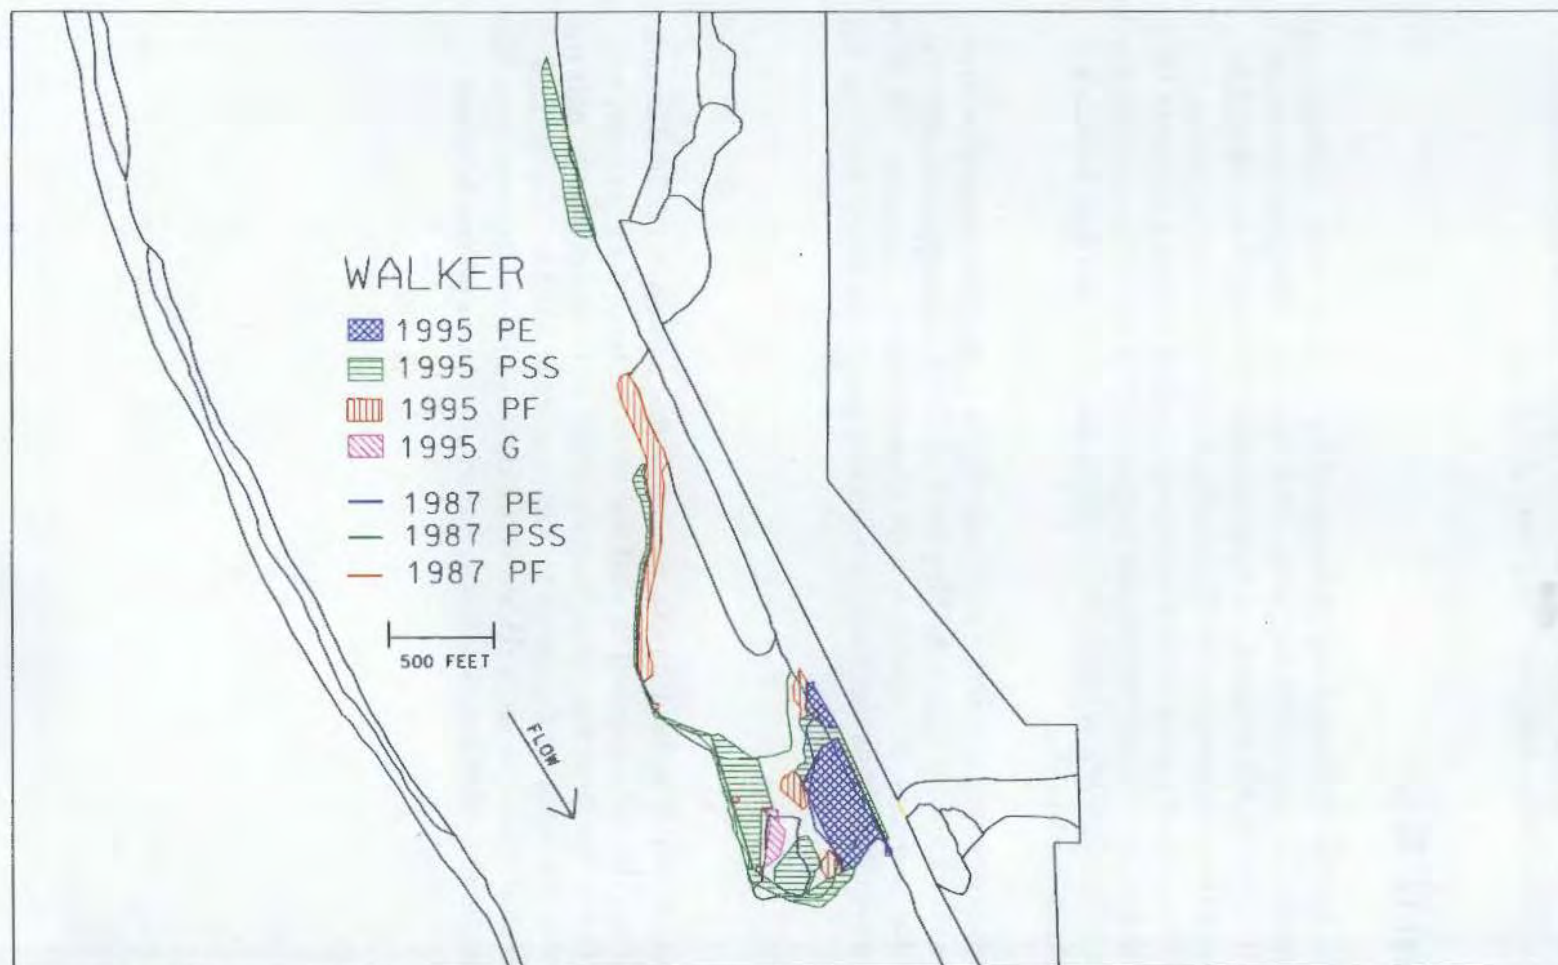 WALKER
1995 PE
1995 PSS
1995 PF
1995 G
1987 PE
1987 PSS
1987 PF
500 FEET
FLOW